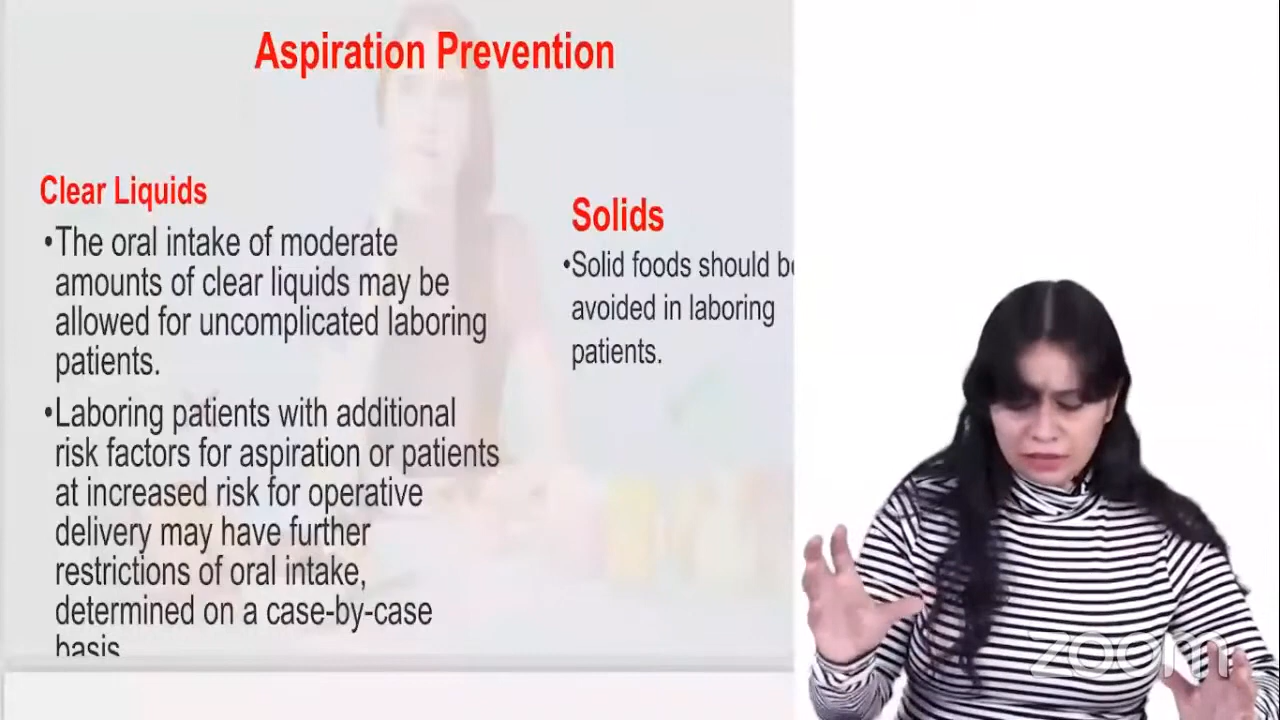 Aspiration Prevention
Clear Liquids
•The oral intake of moderate
amounts of clear liquids may be
allowed for uncomplicated laboring
patients.
•Laboring patients with additional
risk factors for aspiration or patients
at increased risk for operative
delivery may have further
restrictions of oral intake,
determined on a case-by-case
basis
Solids
•Solid foods should be
avoided in laboring
patients.
zoom